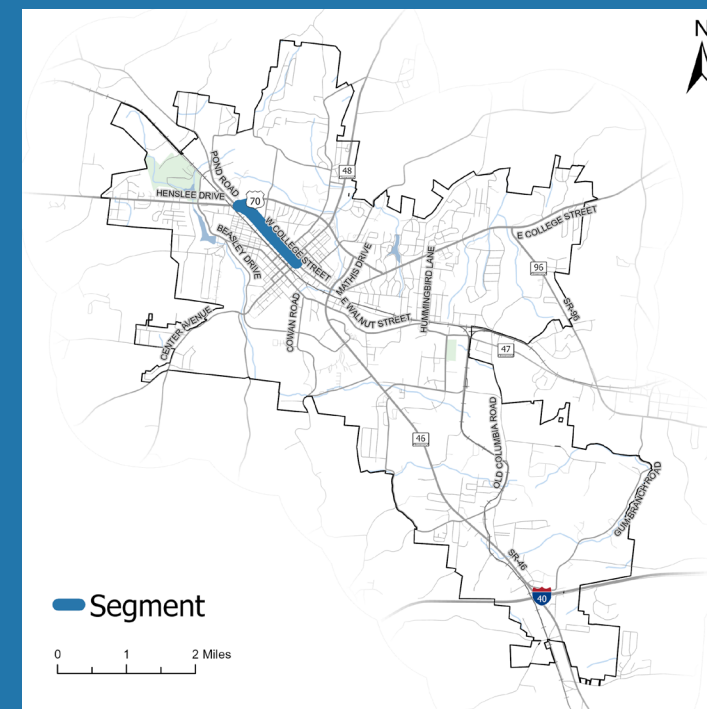 N
48
POND ROAD
HENSLEE DRIVE
70
W COLLEGE STREET
E COLLEGE STREET
BEASLEY DRIVE
MATHIS DRIVE
HUMMINGBIRD LANE
96
SR-96
COWAN ROAD
E WALNUT STREET
CENTER AVENUE
47
46
OLD COLUMBIA ROAD
GUM BRANCH ROAD
SR-46
40
Segment
0 1 2 Miles